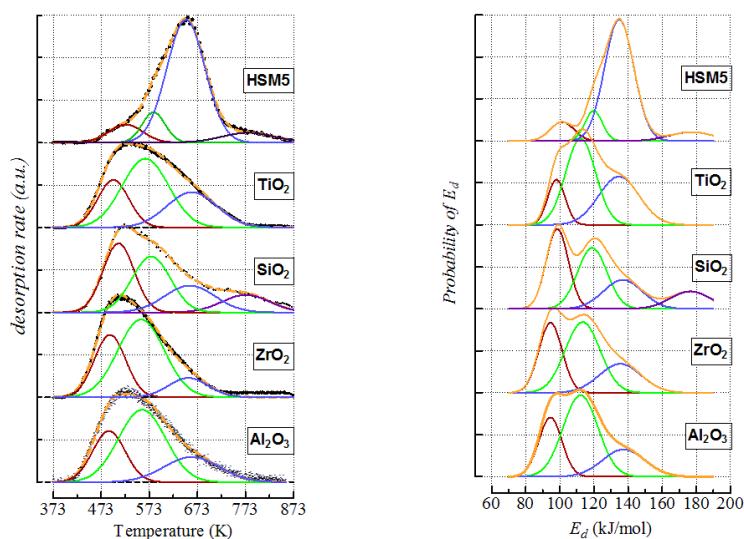 desorption rate (a.u.)
HSM5
TiO2
SiO2
ZrO2
Al2O3
373 473 573 673 773 873
Temperature (K)
Probability of Ed
HSM5
TiO2
SiO2
ZrO2
Al2O3
60 80 100 120 140 160 180 200
Ed (kJ/mol)